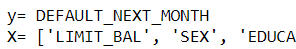 y= DEFAULT_NEXT_MONTH
X= ['LIMIT_BAL', 'SEX', 'EDUCA